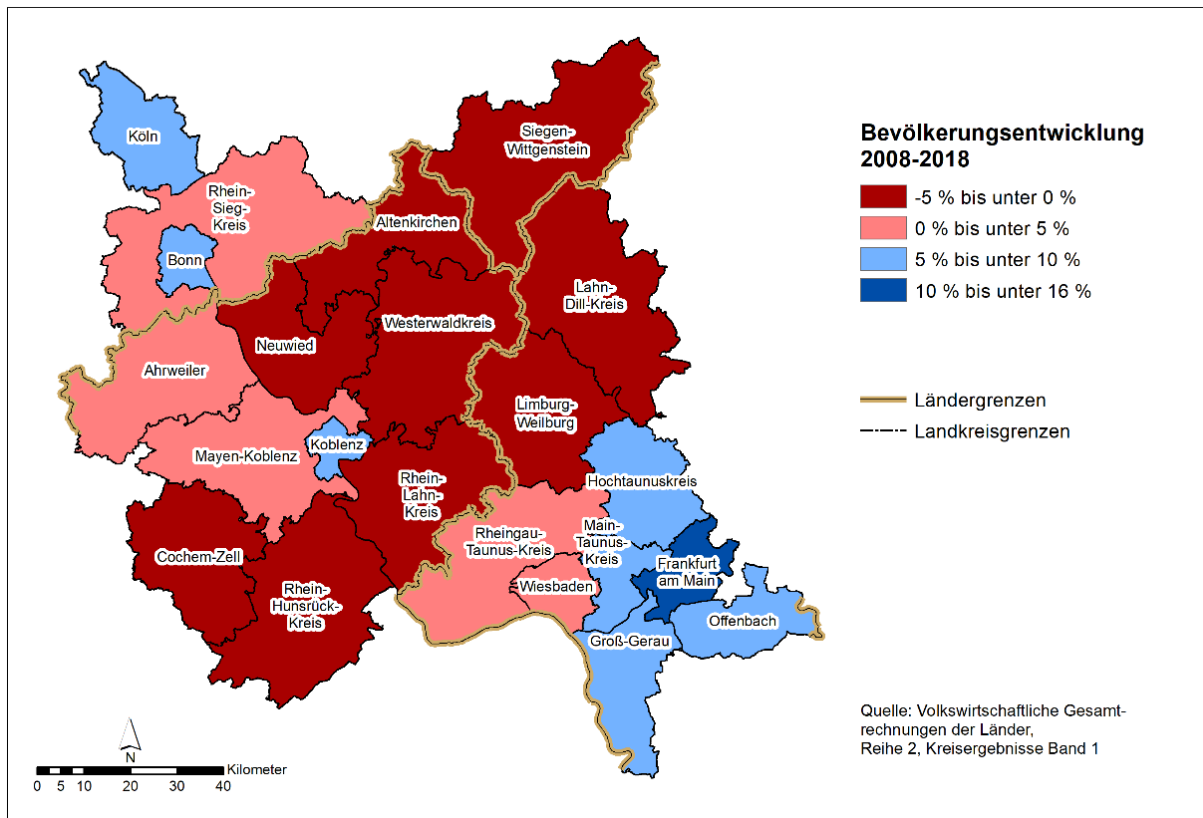 Köln
Rhein-
Sieg-
Kreis
Bonn
Siegen-
Wittgenstein
Altenkirchen
Lahn-
Dill-Kreis
Neuwied
Westerwaldkreis
Ahrweiler
Limburg-
Weilburg
Mayen-Koblenz
Koblenz
Rhein-
Lahn-
Kreis
Hochtaunuskreis
Rheingau-
Taunus-Kreis
Main-
Taunus-
Kreis
Cochem-Zell
Rhein-
Hunsrück-
Kreis
Wiesbaden
Frankfurt
am Main
Groß-Gerau
Offenbach
Bevölkerungsentwicklung
2008-2018
-5 % bis unter 0 %
0 % bis unter 5 %
5 % bis unter 10 %
10 % bis unter 16 %
Ländergrenzen
Landkreisgrenzen
Quelle: Volkswirtschaftliche Gesamt-
rechnungen der Länder,
Reihe 2, Kreisergebnisse Band 1
N
Kilometer
0 5 10 20 30 40